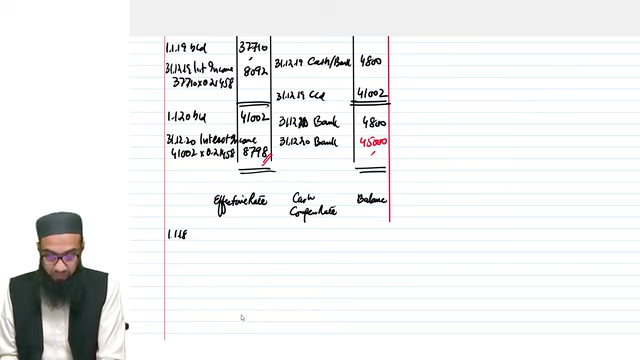 1.1.19 b/d 37710
31.12.19 Int Income 8092 31.12.19 Cash/Bank 4800
37710 x 0.21458
31.12.19 C/d 41002
1.1.20 b/d 41002 31.12.20 Bank 4800
31.12.20 Interest Income 31.12.20 Bank 45000
41002 x 0.21458 8798
Effective Rate Cash Balance
Coupon Rate
1.1.18